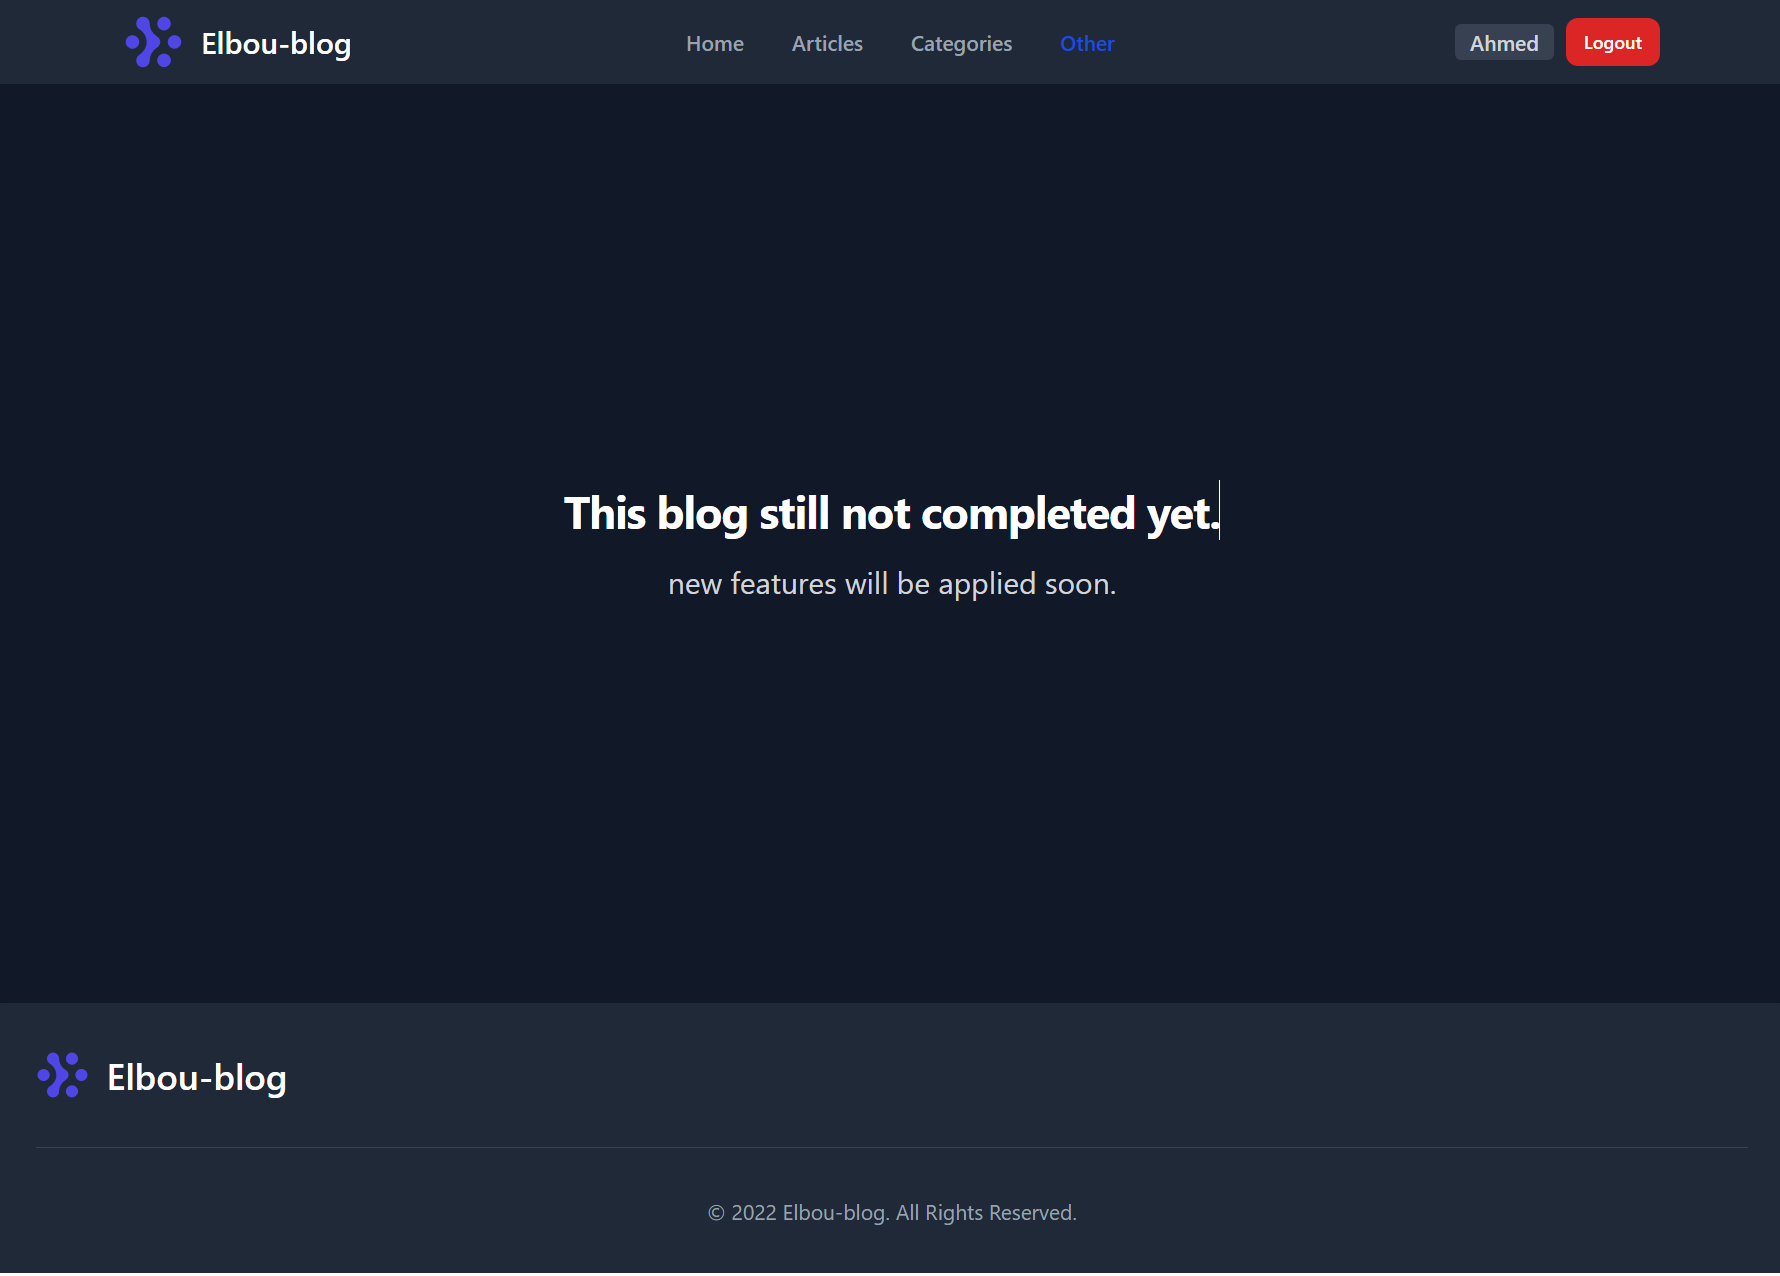 Elbou-blog
Home Articles Categories Other
Ahmed Logout
This blog still not completed yet.
new features will be applied soon.
Elbou-blog
© 2022 Elbou-blog. All Rights Reserved.